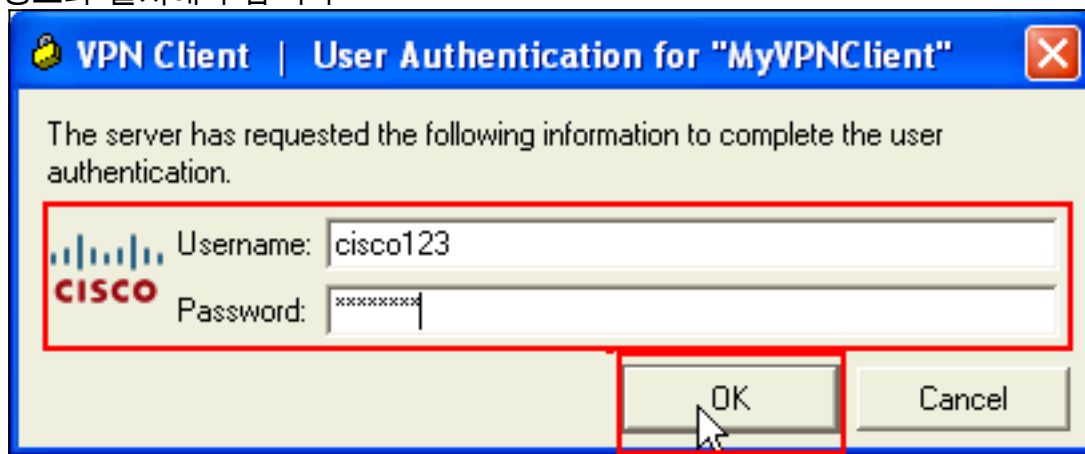 VPN Client | User Authentication for "MyVPNClient"
The server has requested the following information to complete the user
authentication.
Username: cisco123
CISCO
Password: ********
OK
Cancel